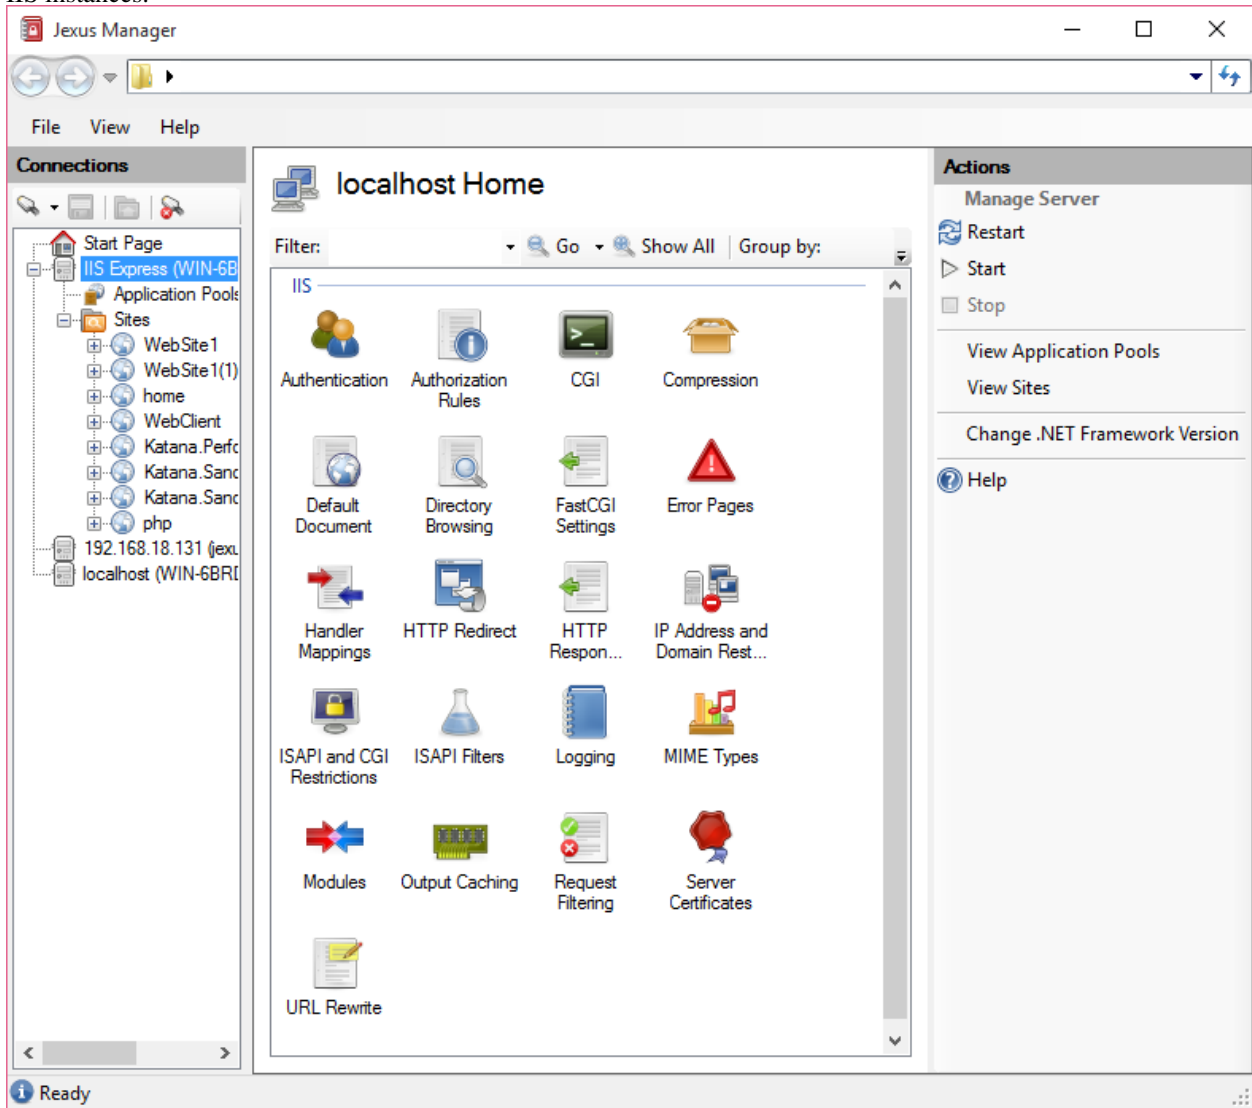 IIS instances.
Jexus Manager
File View Help
Connections
Start Page
IIS Express (WIN-6B
Application Pools
Sites
WebSite1
WebSite1(1)
home
WebClient
Katana.Perfc
Katana.Sanc
Katana.Sanc
php
192.168.18.131 (jexu
localhost (WIN-6BR
localhost Home
Filter: Go Show All Group by:
IIS
Authentication
Authorization
Rules
CGI
Compression
Default
Document
Directory
Browsing
FastCGI
Settings
Error Pages
Handler
Mappings
HTTP Redirect
HTTP
Respon...
IP Address and
Domain Rest...
ISAPI and CGI
Restrictions
ISAPI Filters
Logging
MIME Types
Modules
Output Caching
Request
Filtering
Server
Certificates
URL Rewrite
Actions
Manage Server
Restart
Start
Stop
View Application Pools
View Sites
Change .NET Framework Version
Help
Ready